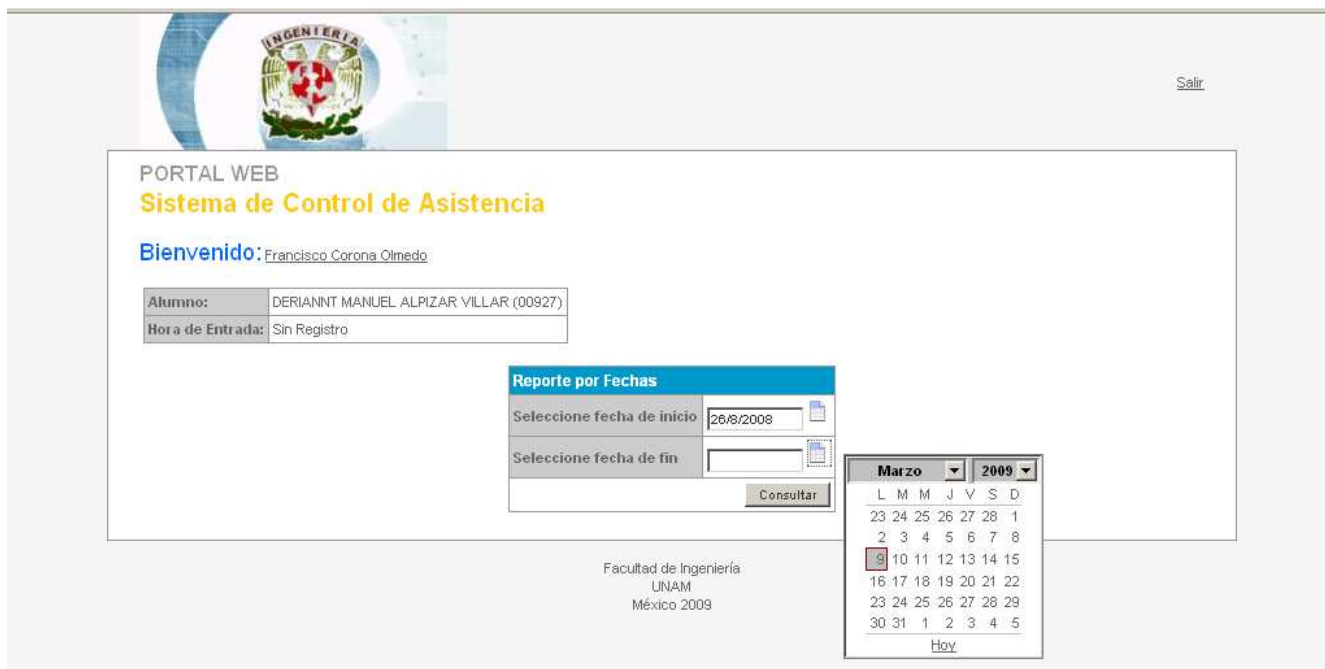 INGENIERIA
Salir
PORTAL WEB
Sistema de Control de Asistencia
Bienvenido: Francisco Corona Olmedo
Alumno: DERIANNT MANUEL ALPIZAR VILLAR (00927)
Hora de Entrada: Sin Registro
Reporte por Fechas
Seleccione fecha de inicio 26/8/2008
Seleccione fecha de fin
Consultar
Marzo 2009
L M M J V S D
23 24 25 26 27 28 1
2 3 4 5 6 7 8
9 10 11 12 13 14 15
16 17 18 19 20 21 22
23 24 25 26 27 28 29
30 31 1 2 3 4 5
Hoy
Facultad de Ingeniería
UNAM
México 2009